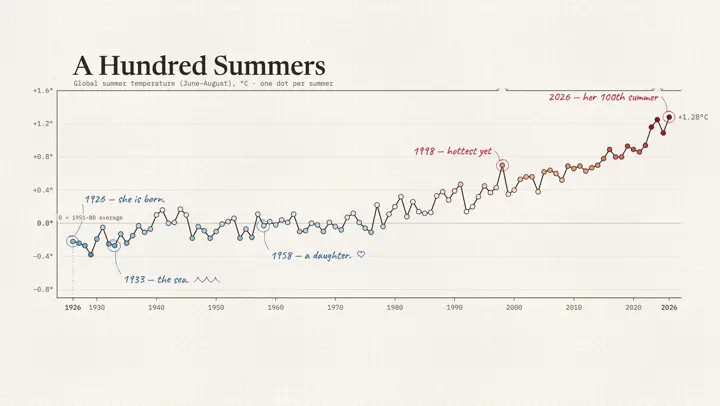 A Hundred Summers
Global summer temperature (June–August), °C · one dot per summer
+1.6°
2026 — her 100th summer
+1.2°
+1.28°C
1998 — hottest yet
+0.8°
+0.4°
1926 — she is born.
0 = 1951–80 average
0.0°
1958 — a daughter. ♡
−0.4°
1933 — the sea.
−0.8°
1926 1930 1940 1950 1960 1970 1980 1990 2000 2010 2020 2026